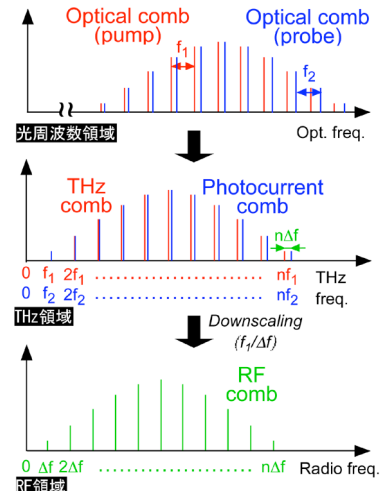 Optical comb
(pump)
Optical comb
(probe)
f1
f2
光周波数領域
Opt. freq.
THz
comb
Photocurrent
comb
nΔf
0 f1 2f1 ........................ nf1
0 f2 2f2 ........................ nf2
THz
freq.
THz領域
Downscaling
(f1/Δf)
RF
comb
0 Δf 2Δf ........................ nΔf
Radio freq.
RF領域